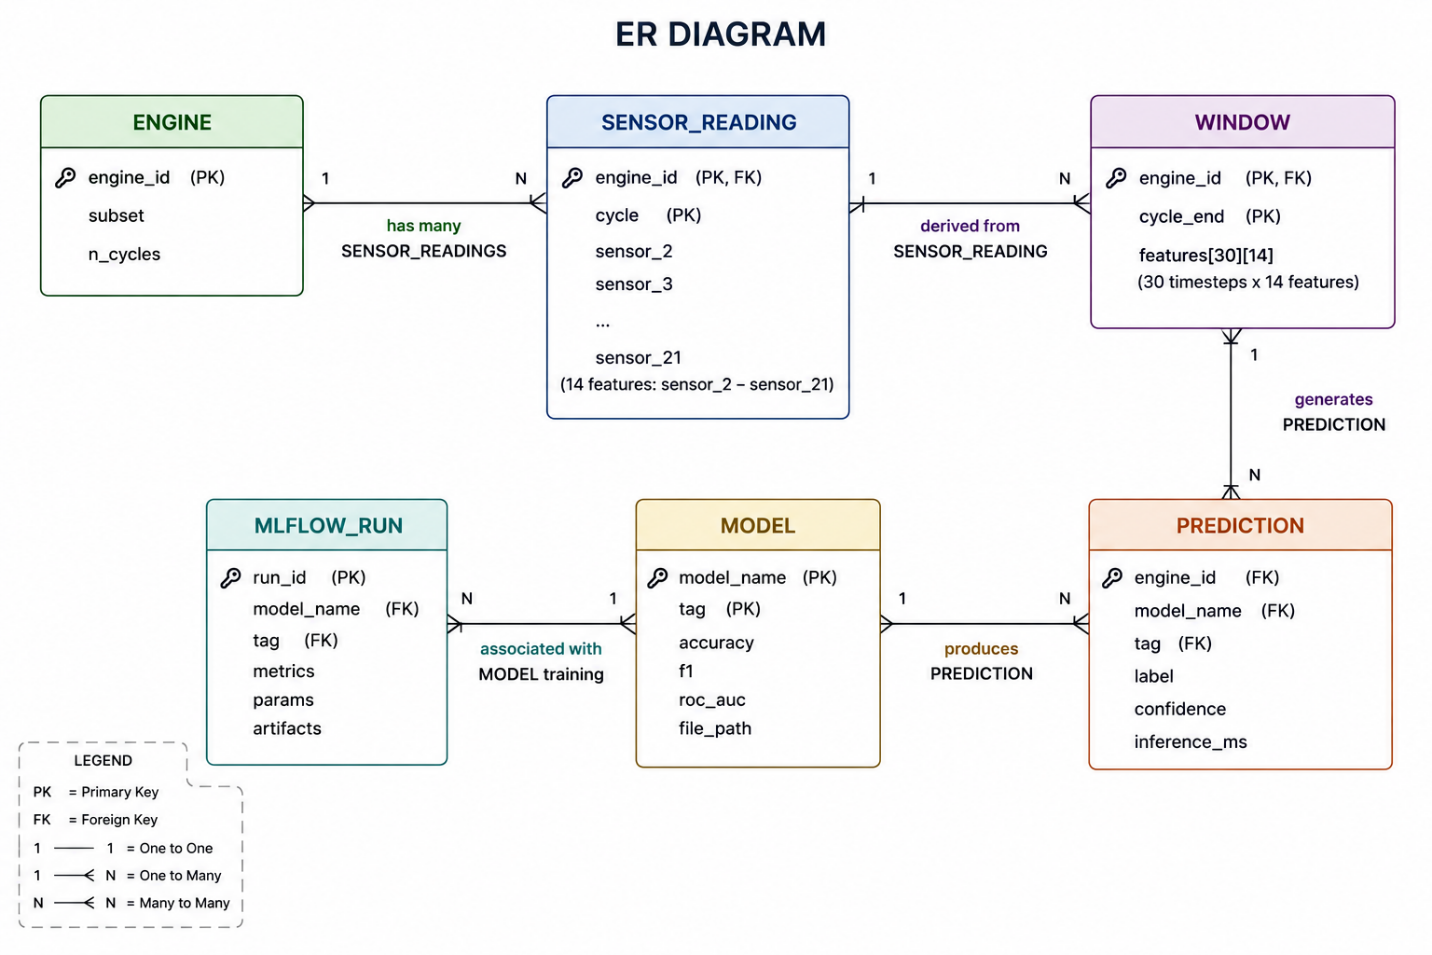 ER DIAGRAM
ENGINE
engine_id (PK)
subset
n_cycles
1 N
has many
SENSOR_READINGS
SENSOR_READING
engine_id (PK, FK)
cycle (PK)
sensor_2
sensor_3
...
sensor_21
(14 features: sensor_2 – sensor_21)
1 N
derived from
SENSOR_READING
WINDOW
engine_id (PK, FK)
cycle_end (PK)
features[30][14]
(30 timesteps x 14 features)
1
generates
PREDICTION
N
MLFLOW_RUN
run_id (PK)
model_name (FK)
tag (FK)
metrics
params
artifacts
N 1
associated with
MODEL training
MODEL
model_name (PK)
tag (PK)
accuracy
f1
roc_auc
file_path
1 N
produces
PREDICTION
PREDICTION
engine_id (FK)
model_name (FK)
tag (FK)
label
confidence
inference_ms
LEGEND
PK = Primary Key
FK = Foreign Key
1 1 = One to One
1 N = One to Many
N N = Many to Many